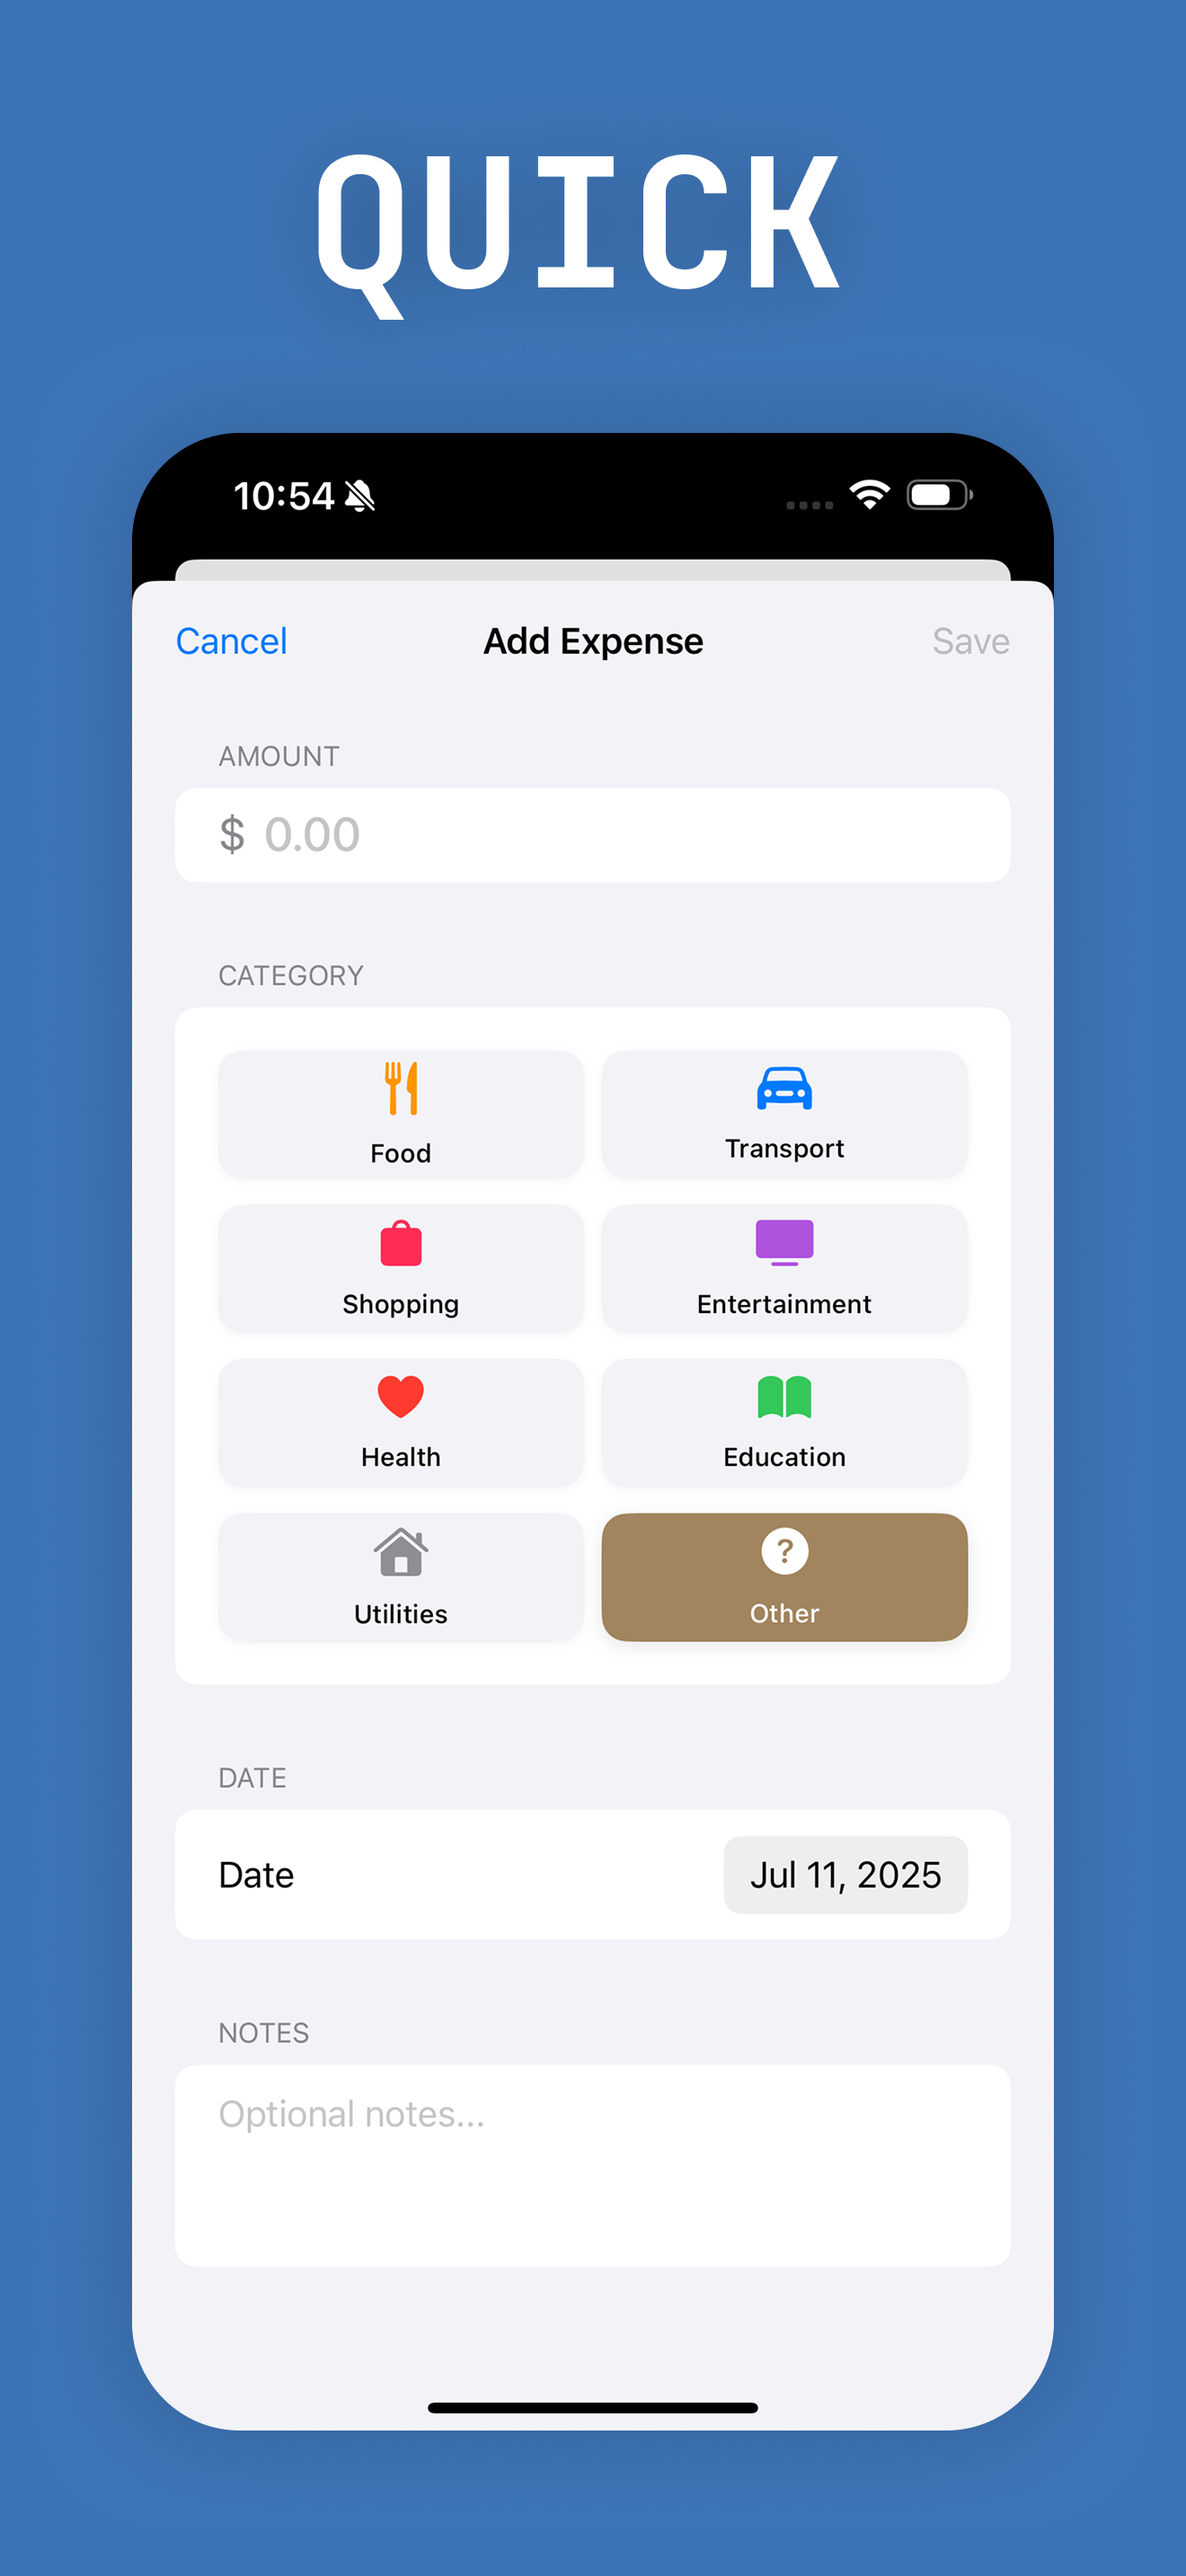 QUICK
10:54
Cancel Add Expense Save
AMOUNT
$ 0.00
CATEGORY
Food Transport
Shopping Entertainment
Health Education
?
Utilities Other
DATE
Date Jul 11, 2025
NOTES
Optional notes...